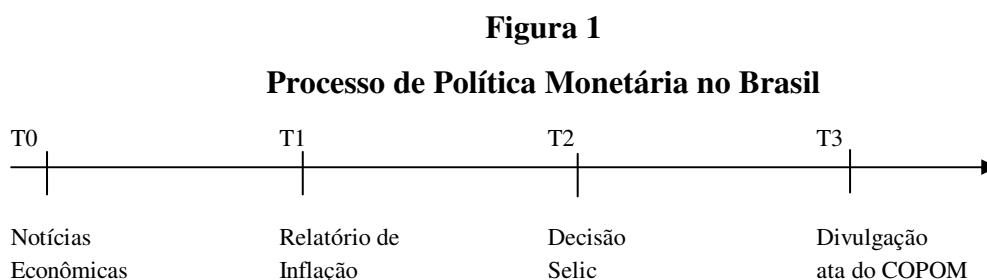 Figura 1
Processo de Política Monetária no Brasil
T0 T1 T2 T3
Notícias Relatório de Decisão Divulgação
Econômicas Inflação Selic ata do COPOM